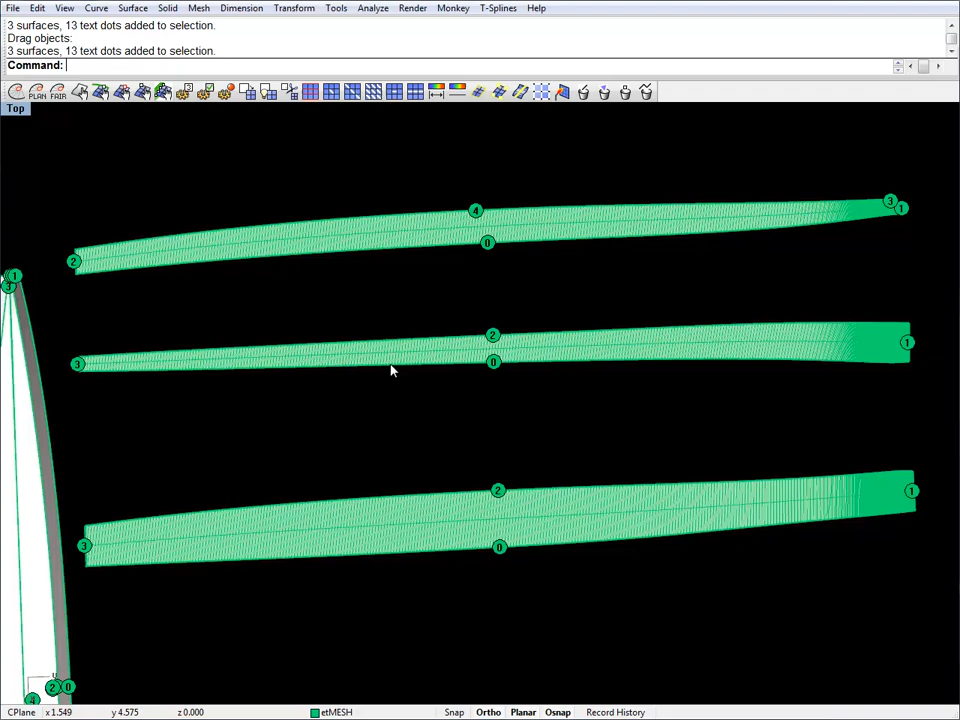 File Edit View Curve Surface Solid Mesh Dimension Transform Tools Analyze Render Monkey T-Splines Help
3 surfaces, 13 text dots added to selection.
Drag objects:
3 surfaces, 13 text dots added to selection.
Command:
PLAN FAIR 3
Top
4 3 1
0
2
1
3
2
3 0 1
2 1
3 0
2 0
4
CPlane x 1.549 y 4.575 z 0.000 etMESH Snap Ortho Planar Osnap Record History